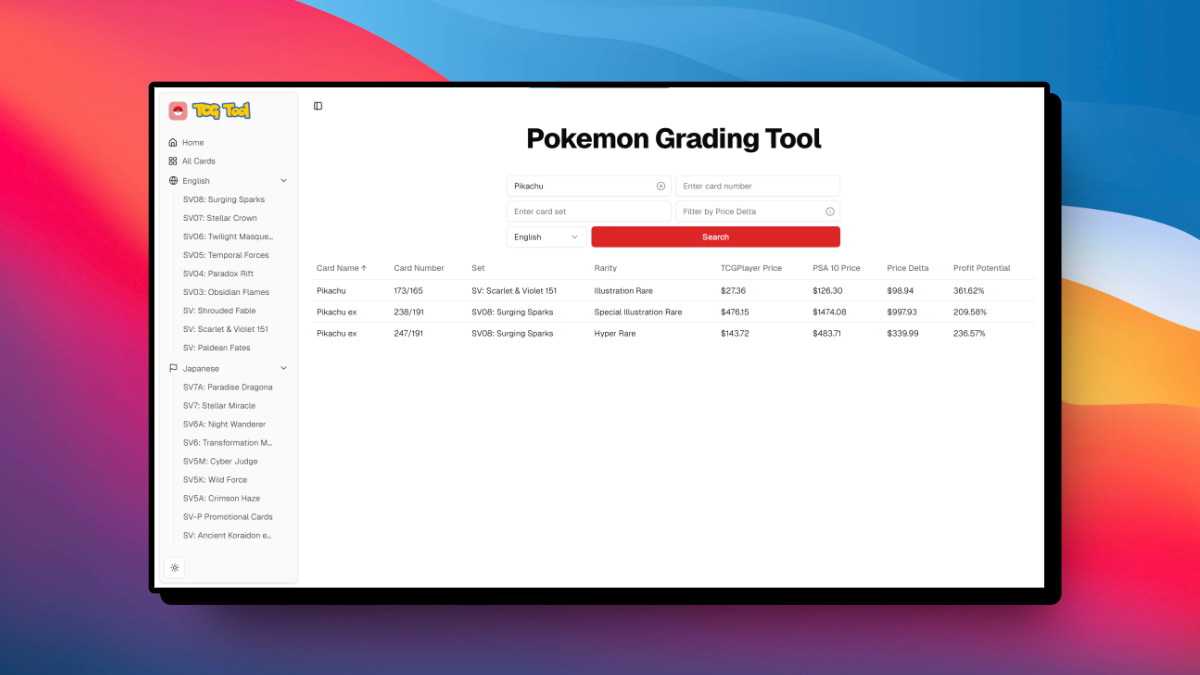 TCG Tool
Home
All Cards
English
SV08: Surging Sparks
SV07: Stellar Crown
SV06: Twilight Masque...
SV05: Temporal Forces
SV04: Paradox Rift
SV03: Obsidian Flames
SV: Shrouded Fable
SV: Scarlet & Violet 151
SV: Paldean Fates
Japanese
SV7A: Paradise Dragona
SV7: Stellar Miracle
SV6A: Night Wanderer
SV6: Transformation M...
SV5M: Cyber Judge
SV5K: Wild Force
SV5A: Crimson Haze
SV-P Promotional Cards
SV: Ancient Koraidon e...
Pokemon Grading Tool
Pikachu Enter card number
Enter card set Filter by Price Delta
English Search
Card Name ↑ Card Number Set Rarity TCGPlayer Price PSA 10 Price Price Delta Profit Potential
Pikachu 173/165 SV: Scarlet & Violet 151 Illustration Rare $27.36 $126.30 $98.94 361.62%
Pikachu ex 238/191 SV08: Surging Sparks Special Illustration Rare $476.15 $1474.08 $997.93 209.58%
Pikachu ex 247/191 SV08: Surging Sparks Hyper Rare $143.72 $483.71 $339.99 236.57%